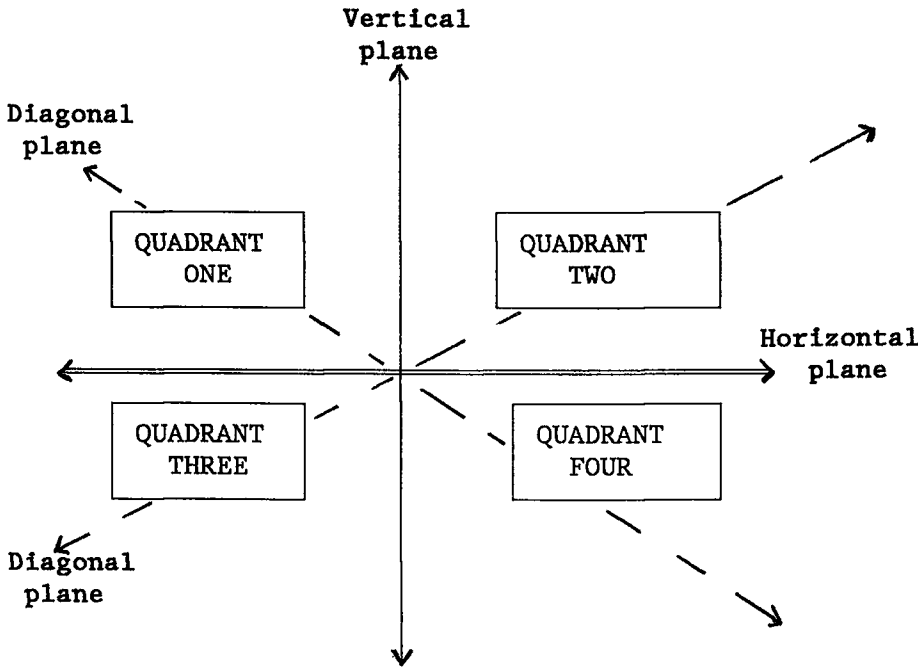 Vertical
plane
Diagonal
plane
QUADRANT
ONE
QUADRANT
TWO
Horizontal
plane
QUADRANT
THREE
QUADRANT
FOUR
Diagonal
plane